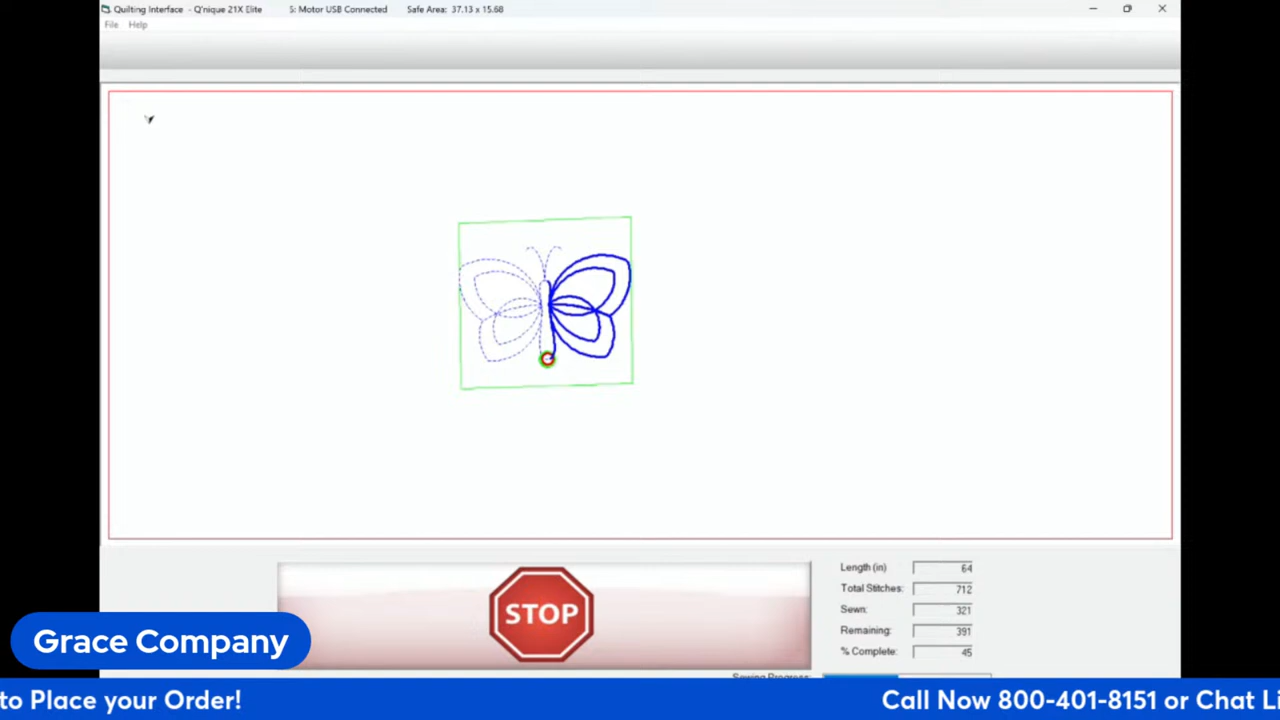 Quilting Interface - Q'nique 21X Elite S: Motor USB Connected Safe Area: 37.13 x 15.68
File Help
STOP
Length (in) 64
Total Stitches: 712
Sewn: 321
Remaining: 391
% Complete: 45
Sewing Progress:
Grace Company
to Place your Order! Call Now 800-401-8151 or Chat Li